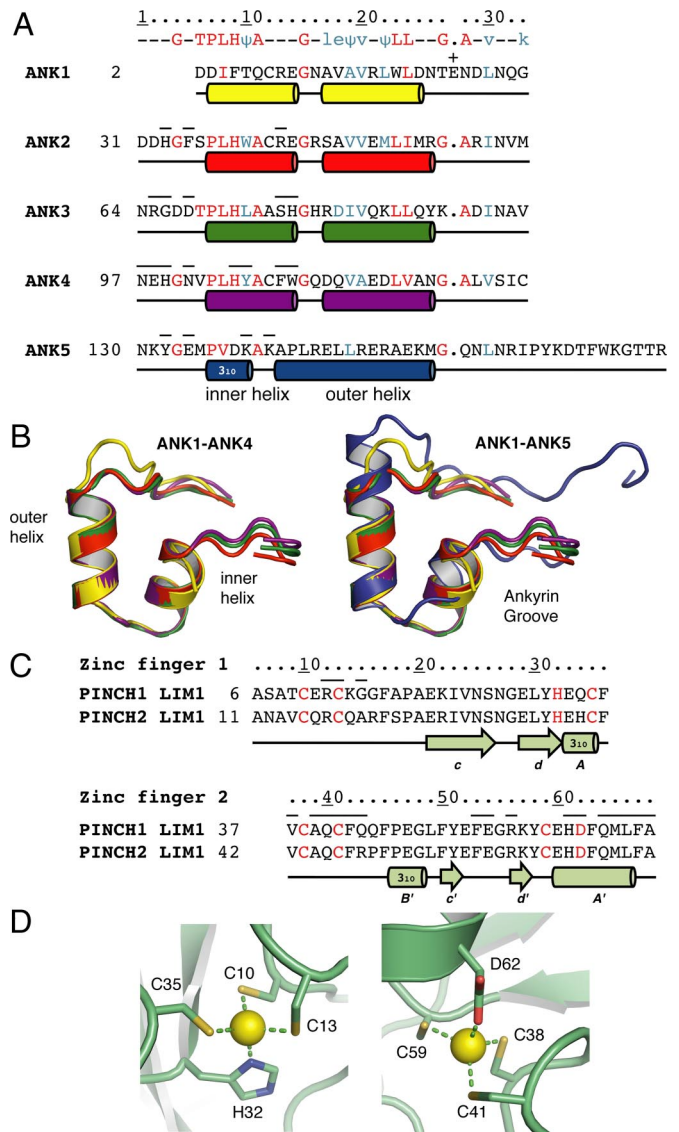 A
1 . . . . . . . . 10 . . . . . . . . 20 . . . . . . . . 30 . . .
---G-TPLHψA---G-leψv-ψLL--G.A-v--k
+
ANK1 2 DDIFTQCREGNAVAVRLWLDNTENDLNQG
ANK2 31 DDHGFSPLHWACREGRSAVVEMLIMRG.ARINVM
ANK3 64 NRGDDTPLHLAASHGHRDIVQKLLQYK.ADINAV
ANK4 97 NEHGNVPLHYACFWGQDQVAEDLVANG.ALVSIC
ANK5 130 NKYGEMPVDKAKAPLRELLRERAEKMG.QNLNRIPYKDTFWKGTTR
3₁₀
inner helix outer helix
B
ANK1-ANK4 ANK1-ANK5
outer helix
inner helix
Ankyrin Groove
C
Zinc finger 1 ....10........20........30.....
PINCH1 LIM1 6 ASATCERCKGGFAPAEKIVNSNGELYHEQCF
PINCH2 LIM1 11 ANAVCQRCQARFSPAERIVNSNGELYHEHCF
3₁₀
c d A
Zinc finger 2 ...40........50........60.......
PINCH1 LIM1 37 VCAQCFQQFPEGLFYEFEGRKYCEHDFQMLFA
PINCH2 LIM1 42 VCAQCFRPFPEGLFYEFEGRKYCEHDFQMLFA
3₁₀
B' c' d' A'
D
C35 C10 C13 H32
D62 C59 C38 C41